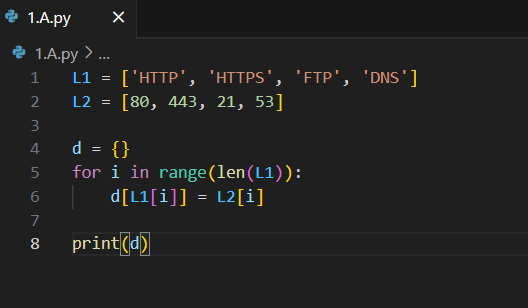 1.A.py ×
1.A.py > ...
1 L1 = ['HTTP', 'HTTPS', 'FTP', 'DNS']
2 L2 = [80, 443, 21, 53]
3
4 d = {}
5 for i in range(len(L1)):
6     d[L1[i]] = L2[i]
7
8 print(d)